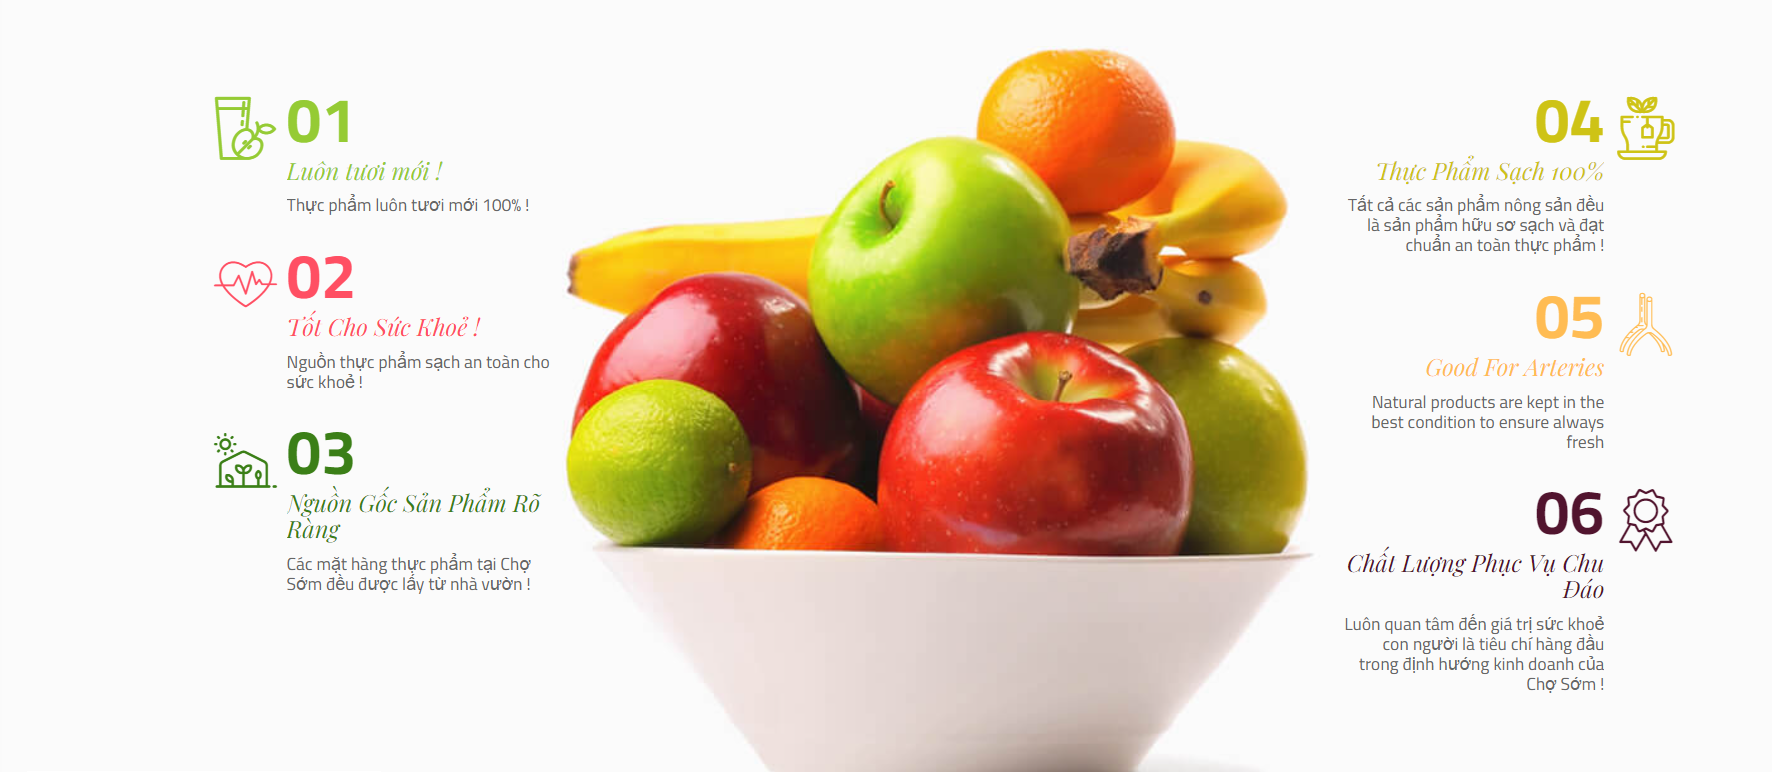 01
Luôn tươi mới !
Thực phẩm luôn tươi mới 100% !
02
Tốt Cho Sức Khoẻ !
Nguồn thực phẩm sạch an toàn cho
sức khoẻ !
03
Nguồn Gốc Sản Phẩm Rõ
Ràng
Các mặt hàng thực phẩm tại Chợ
Sớm đều được lấy từ nhà vườn !
04
Thực Phẩm Sạch 100%
Tất cả các sản phẩm nông sản đều
là sản phẩm hữu sơ sạch và đạt
chuẩn an toàn thực phẩm !
05
Good For Arteries
Natural products are kept in the
best condition to ensure always
fresh
06
Chất Lượng Phục Vụ Chu
Đáo
Luôn quan tâm đến giá trị sức khoẻ
con người là tiêu chí hàng đầu
trong định hướng kinh doanh của
Chợ Sớm !